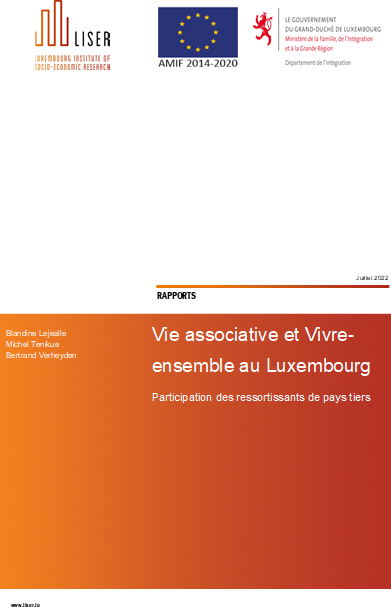 LISER
LUXEMBOURG INSTITUTE OF
SOCIO-ECONOMIC RESEARCH
AMIF 2014-2020
LE GOUVERNEMENT
DU GRAND-DUCHÉ DE LUXEMBOURG
Ministère de la Famille, de l'Intégration
et à la Grande Région
Département de l'intégration
Juillet 2022
RAPPORTS
Blandine Lejealle
Michel Tenikue
Bertrand Verheyden
Vie associative et Vivre-
ensemble au Luxembourg
Participation des ressortissants de pays tiers
www.liser.lu